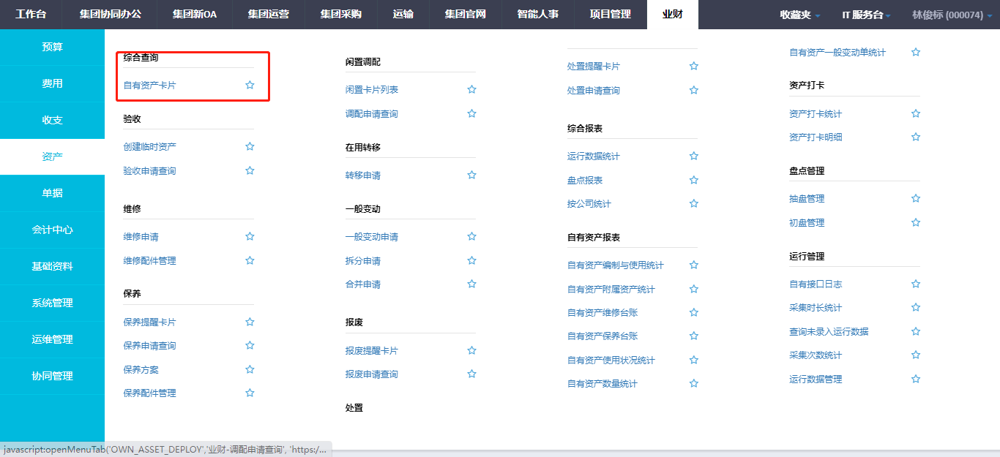 工作台 集团协同办公 集团新OA 集团运营 集团采购 运输 集团官网 智能人事 项目管理 业财 收藏夹 IT 服务台 林俊标 (000074)
预算
费用
收支
资产
单据
会计中心
基础资料
系统管理
运维管理
协同管理
综合查询
自有资产卡片
验收
创建临时资产
验收申请查询
维修
维修申请
维修配件管理
保养
保养提醒卡片
保养申请查询
保养方案
保养配件管理
闲置调配
闲置卡片列表
调配申请查询
在用转移
转移申请
一般变动
一般变动申请
拆分申请
合并申请
报废
报废提醒卡片
报废申请查询
处置
处置提醒卡片
处置申请查询
综合报表
运行数据统计
盘点报表
按公司统计
自有资产报表
自有资产编制与使用统计
自有资产附属资产统计
自有资产维修台账
自有资产保养台账
自有资产使用状况统计
自有资产数量统计
自有资产一般变动单统计
资产打卡
资产打卡统计
资产打卡明细
盘点管理
抽盘管理
初盘管理
运行管理
自有接口日志
采集时长统计
查询未录入运行数据
采集次数统计
运行数据管理
javascript:openMenuTab('OWN_ASSET_DEPLOY','业财-调配申请查询', 'https:/...